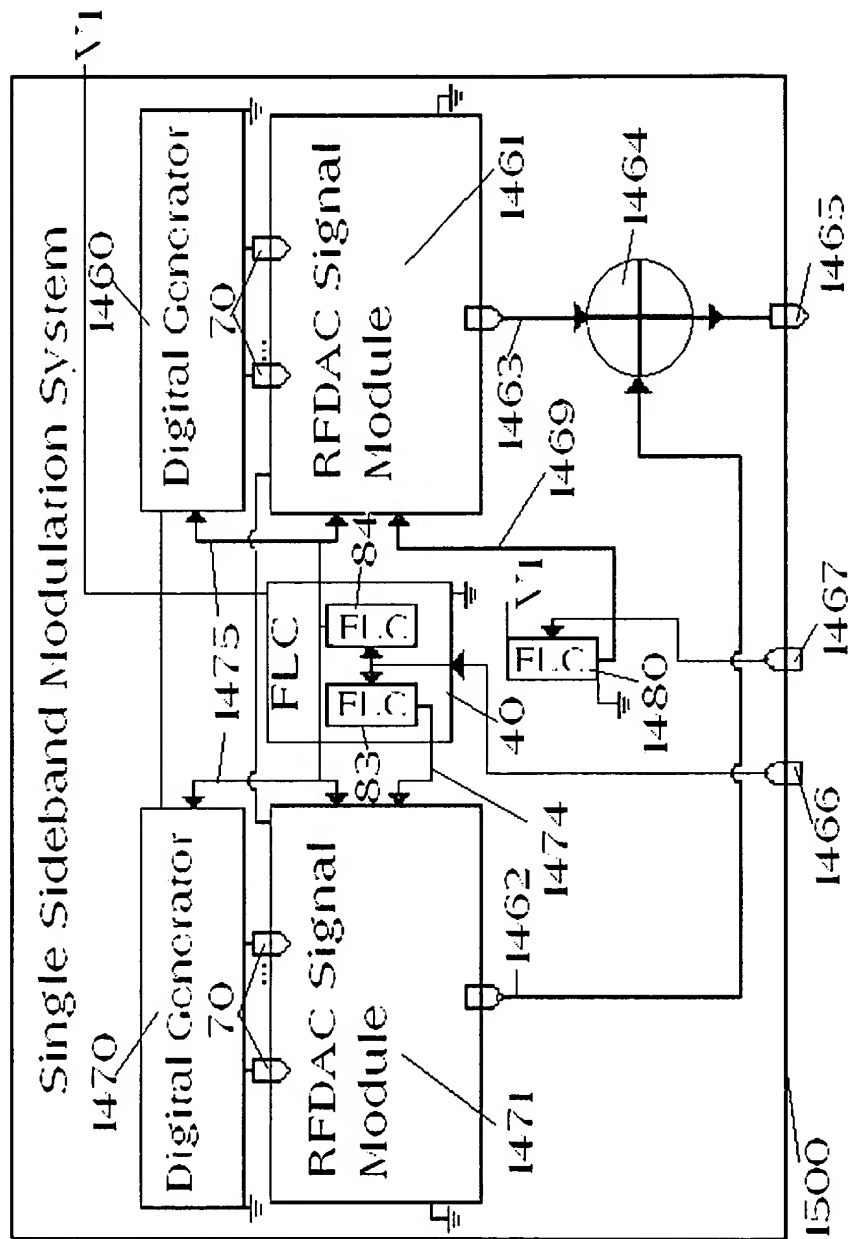 Single Sideband Modulation System
V1
1470
1460
Digital Generator
Digital Generator
70
...
70
...
1475
RFDAC Signal
Module
RFDAC Signal
Module
FLC
FLC
FLC
83
84
40
1474
1471
1461
1462
1463
1469
1464
V1
FLC
1480
1466
1467
1465
1500